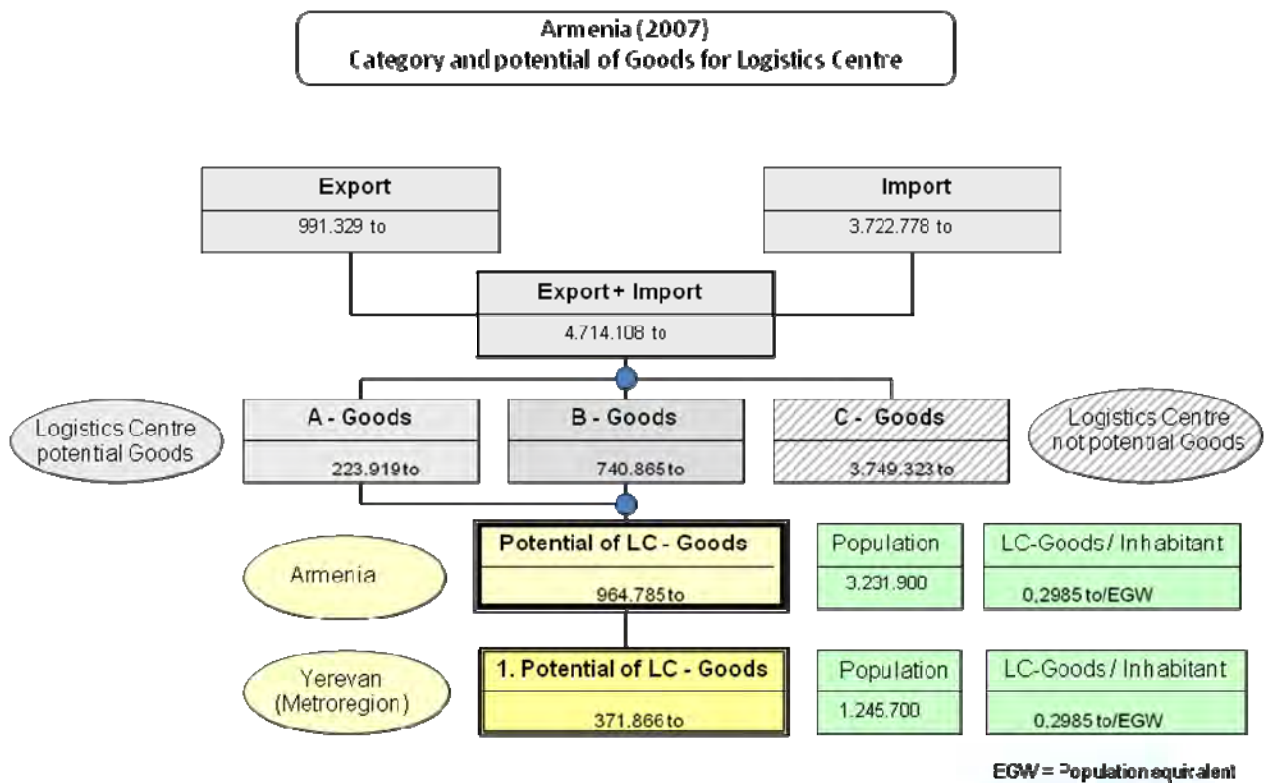 Armenia (2007)
Category and potential of Goods for Logistics Centre
Export
991.329 to
Import
3.722.778 to
Export + Import
4.714.108 to
Logistics Centre
potential Goods
A - Goods
223.919 to
B - Goods
740.865 to
C - Goods
3.749.323 to
Logistics Centre
not potential Goods
Armenia
Potential of LC - Goods
964.785 to
Population
3.231.900
LC-Goods / Inhabitant
0,2985 to/EGW
Yerevan
(Metroregion)
1. Potential of LC - Goods
371.866 to
Population
1.245.700
LC-Goods / Inhabitant
0,2985 to/EGW
EGW = Population equivalent